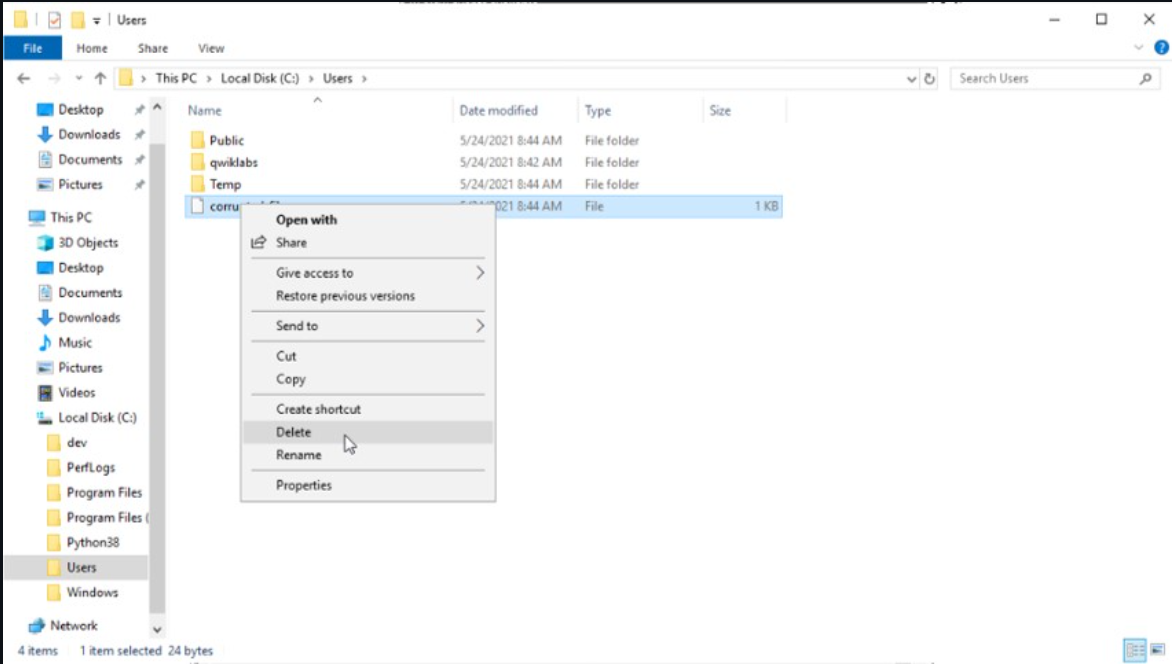 Users
File Home Share View
This PC Local Disk (C:) Users
Search Users
Desktop
Downloads
Documents
Pictures
This PC
3D Objects
Desktop
Documents
Downloads
Music
Pictures
Videos
Local Disk (C:)
dev
PerfLogs
Program Files
Program Files (
Python38
Users
Windows
Network
Name Date modified Type Size
Public 5/24/2021 8:44 AM File folder
qwiklabs 5/24/2021 8:42 AM File folder
Temp 5/24/2021 8:44 AM File folder
8:44 AM File 1 KB
Open with
Share
Give access to
Restore previous versions
Send to
Cut
Copy
Create shortcut
Delete
Rename
Properties
4 items 1 item selected 24 bytes